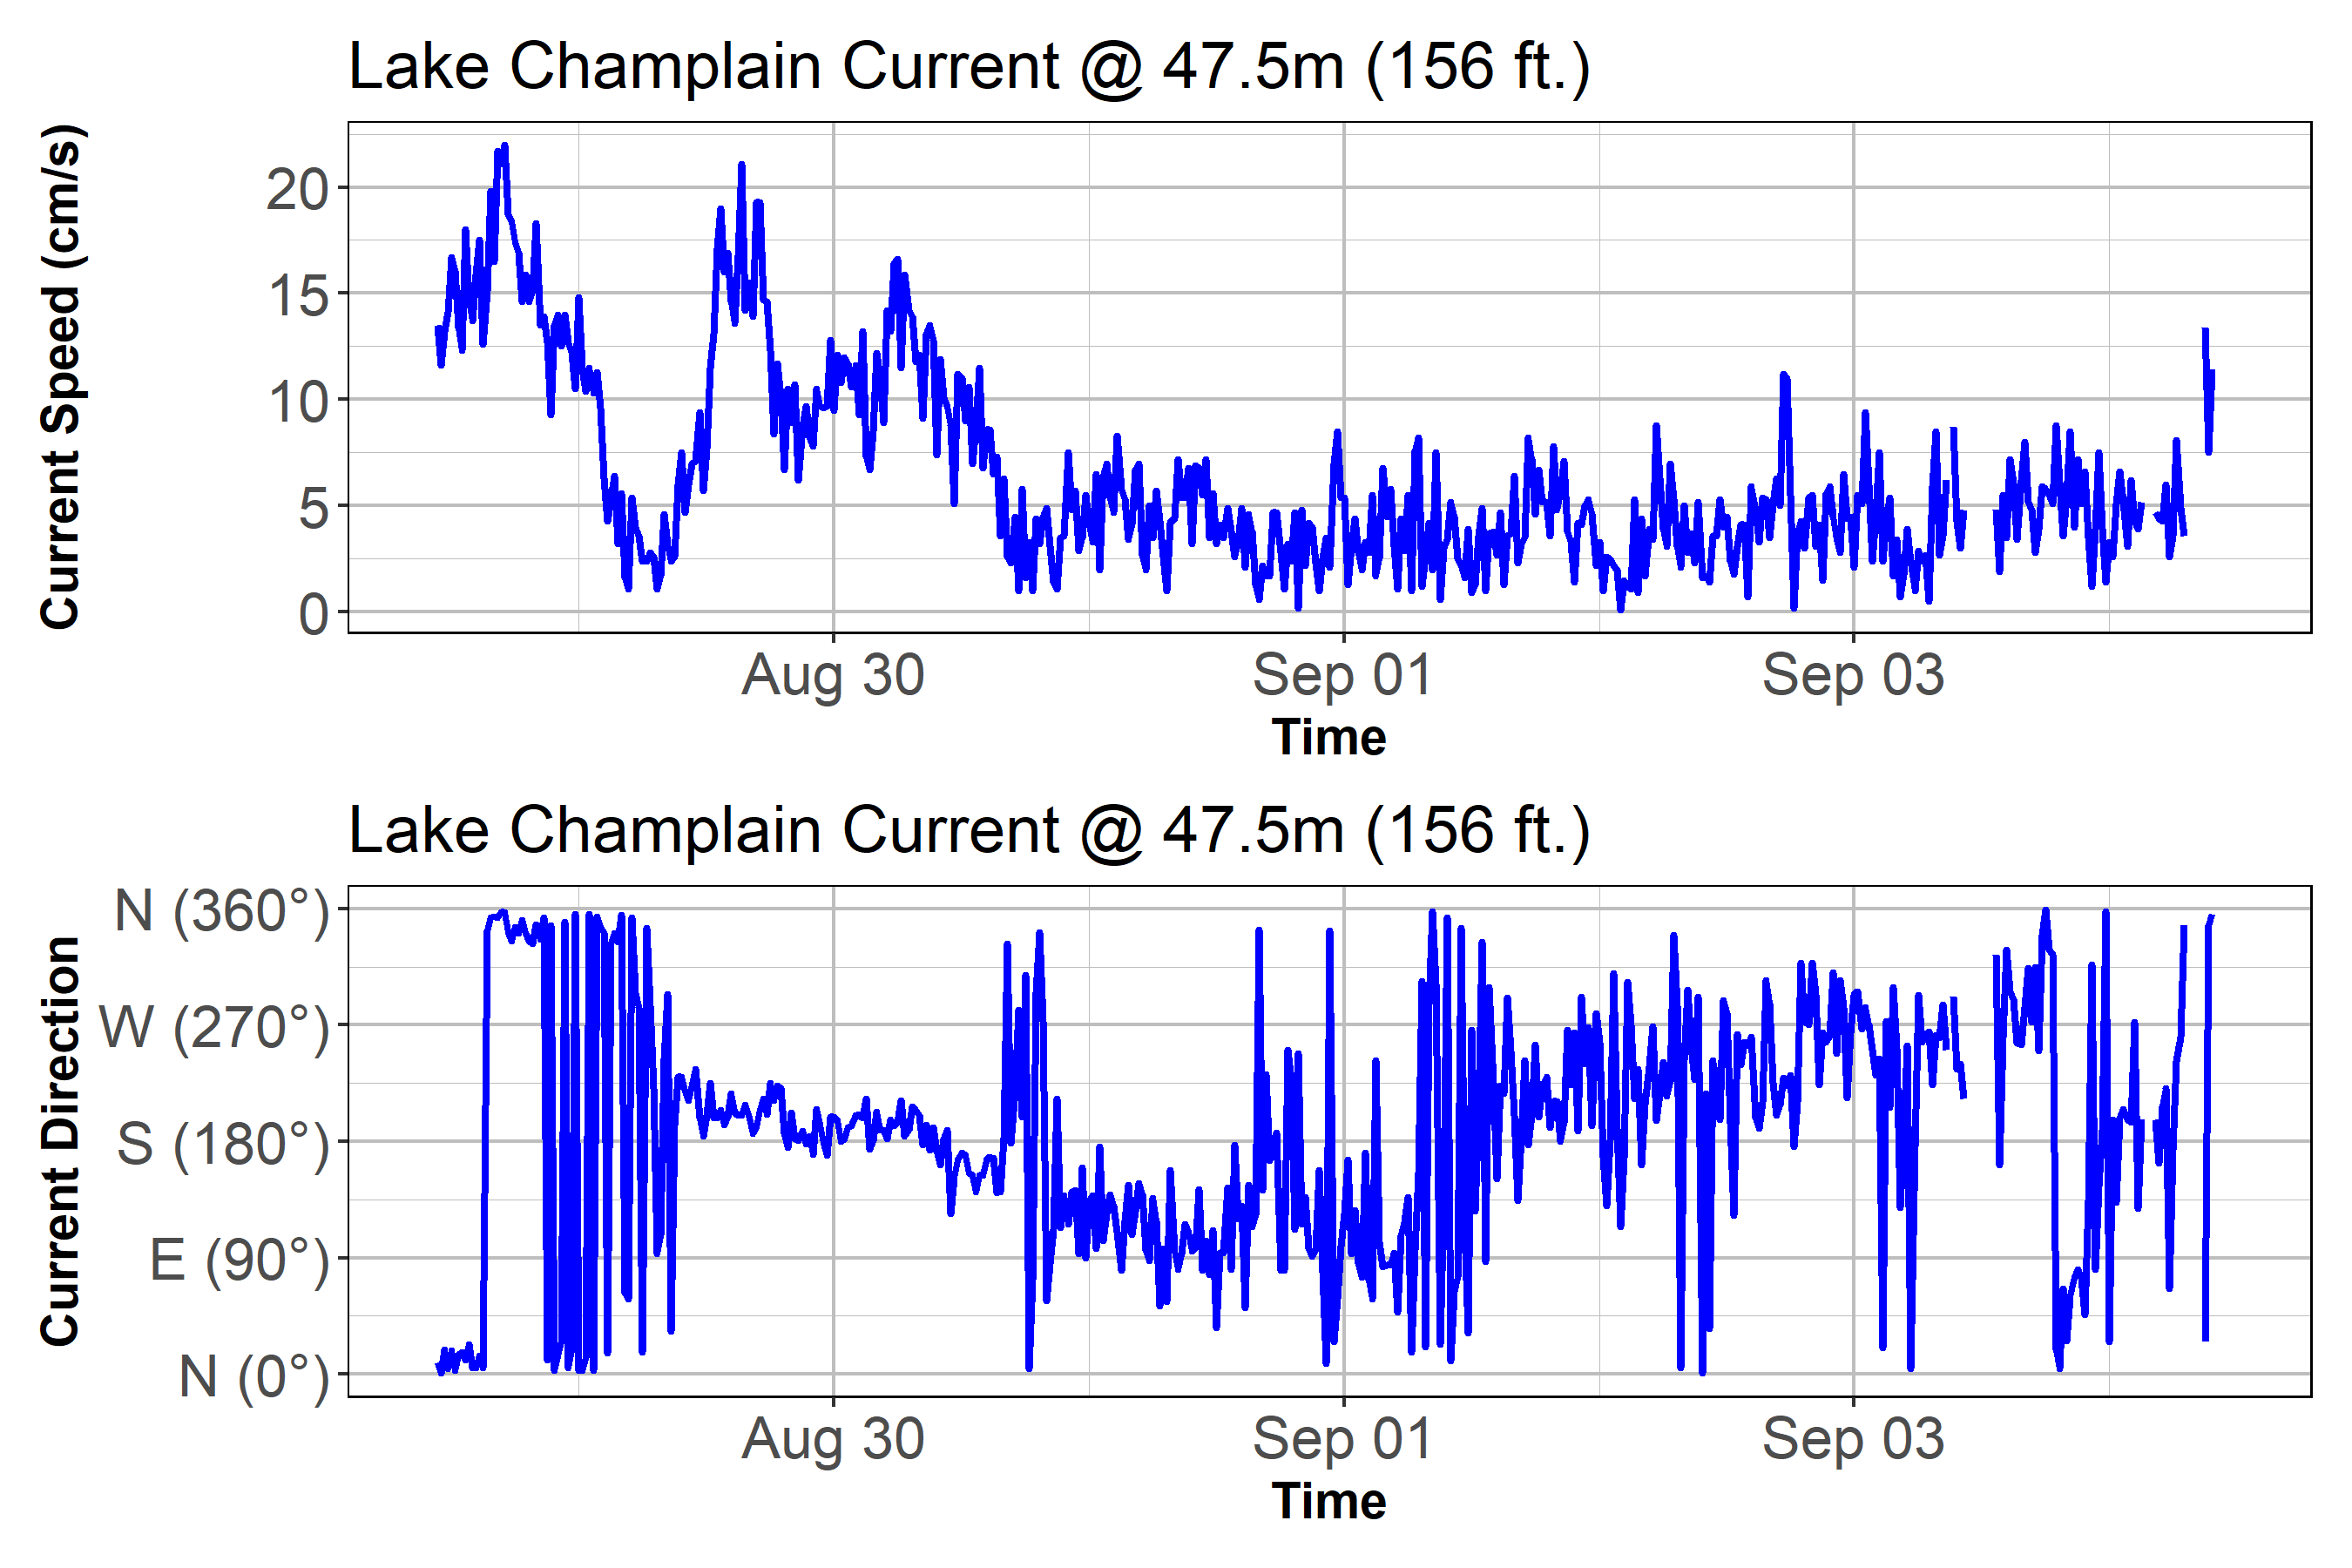 Lake Champlain Current @ 47.5m (156 ft.)
Current Speed (cm/s)
20
15
10
5
0
Aug 30 Sep 01 Sep 03
Time
Lake Champlain Current @ 47.5m (156 ft.)
Current Direction
N (360°)
W (270°)
S (180°)
E (90°)
N (0°)
Aug 30 Sep 01 Sep 03
Time